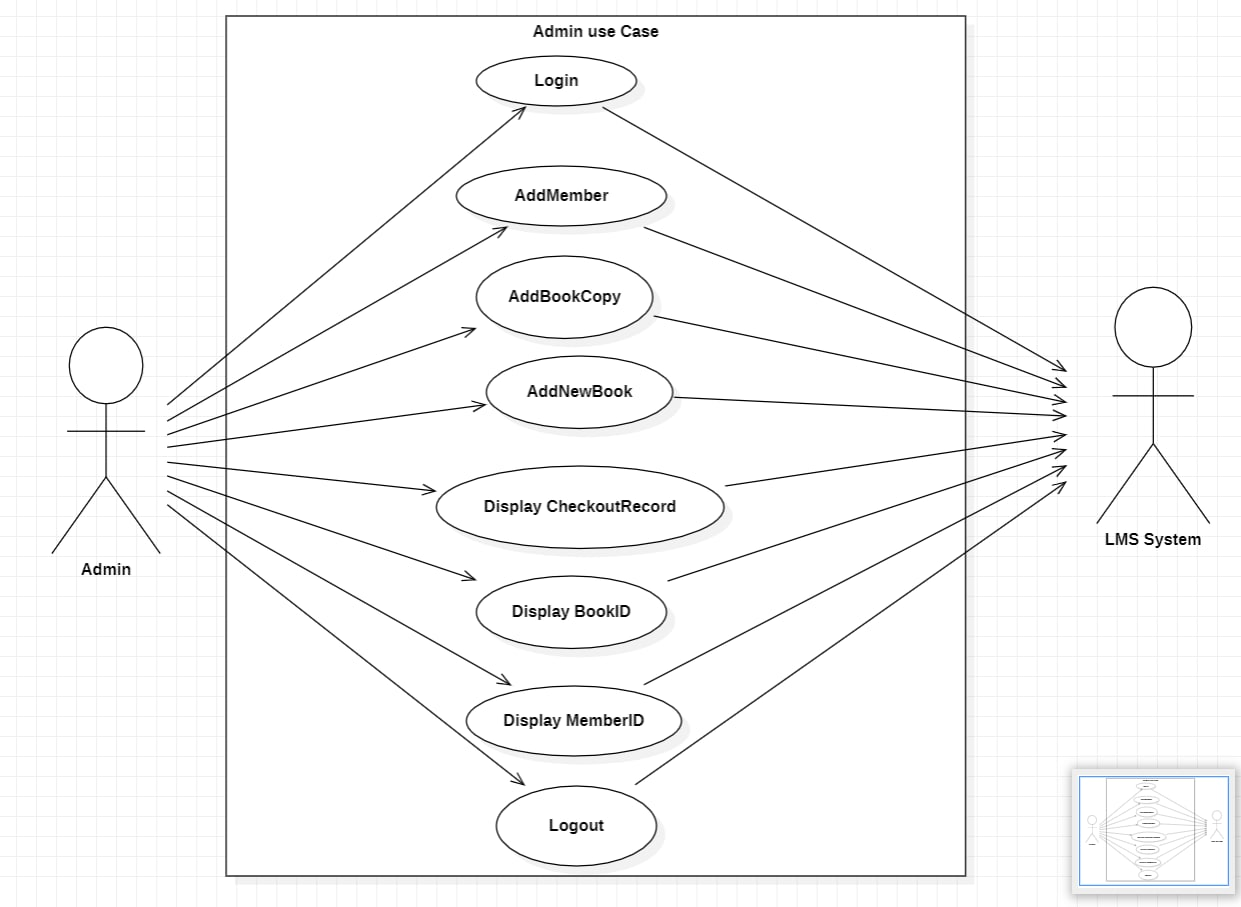 Admin use Case
Login
AddMember
AddBookCopy
AddNewBook
Display CheckoutRecord
LMS System
Admin
Display BookID
Display MemberID
Logout